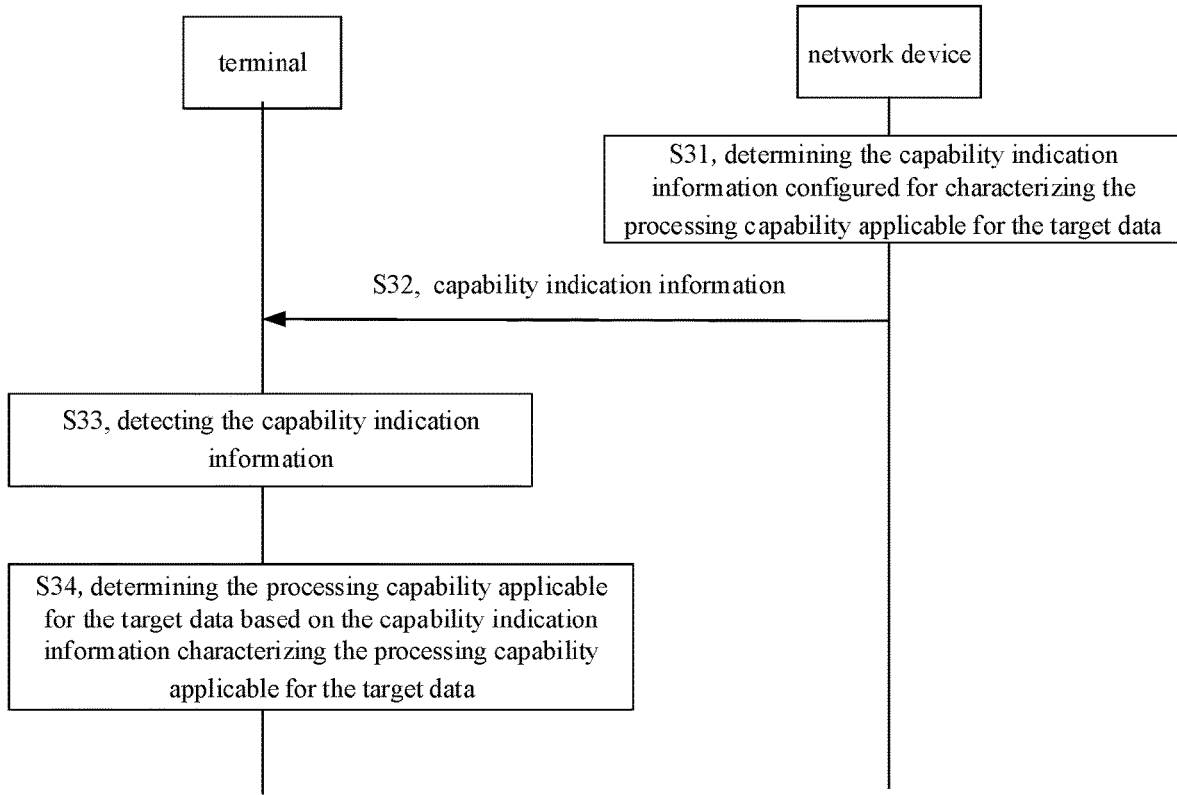 terminal
network device
S31, determining the capability indication
information configured for characterizing the
processing capability applicable for the target data
S32, capability indication information
S33, detecting the capability indication
information
S34, determining the processing capability applicable
for the target data based on the capability indication
information characterizing the processing capability
applicable for the target data